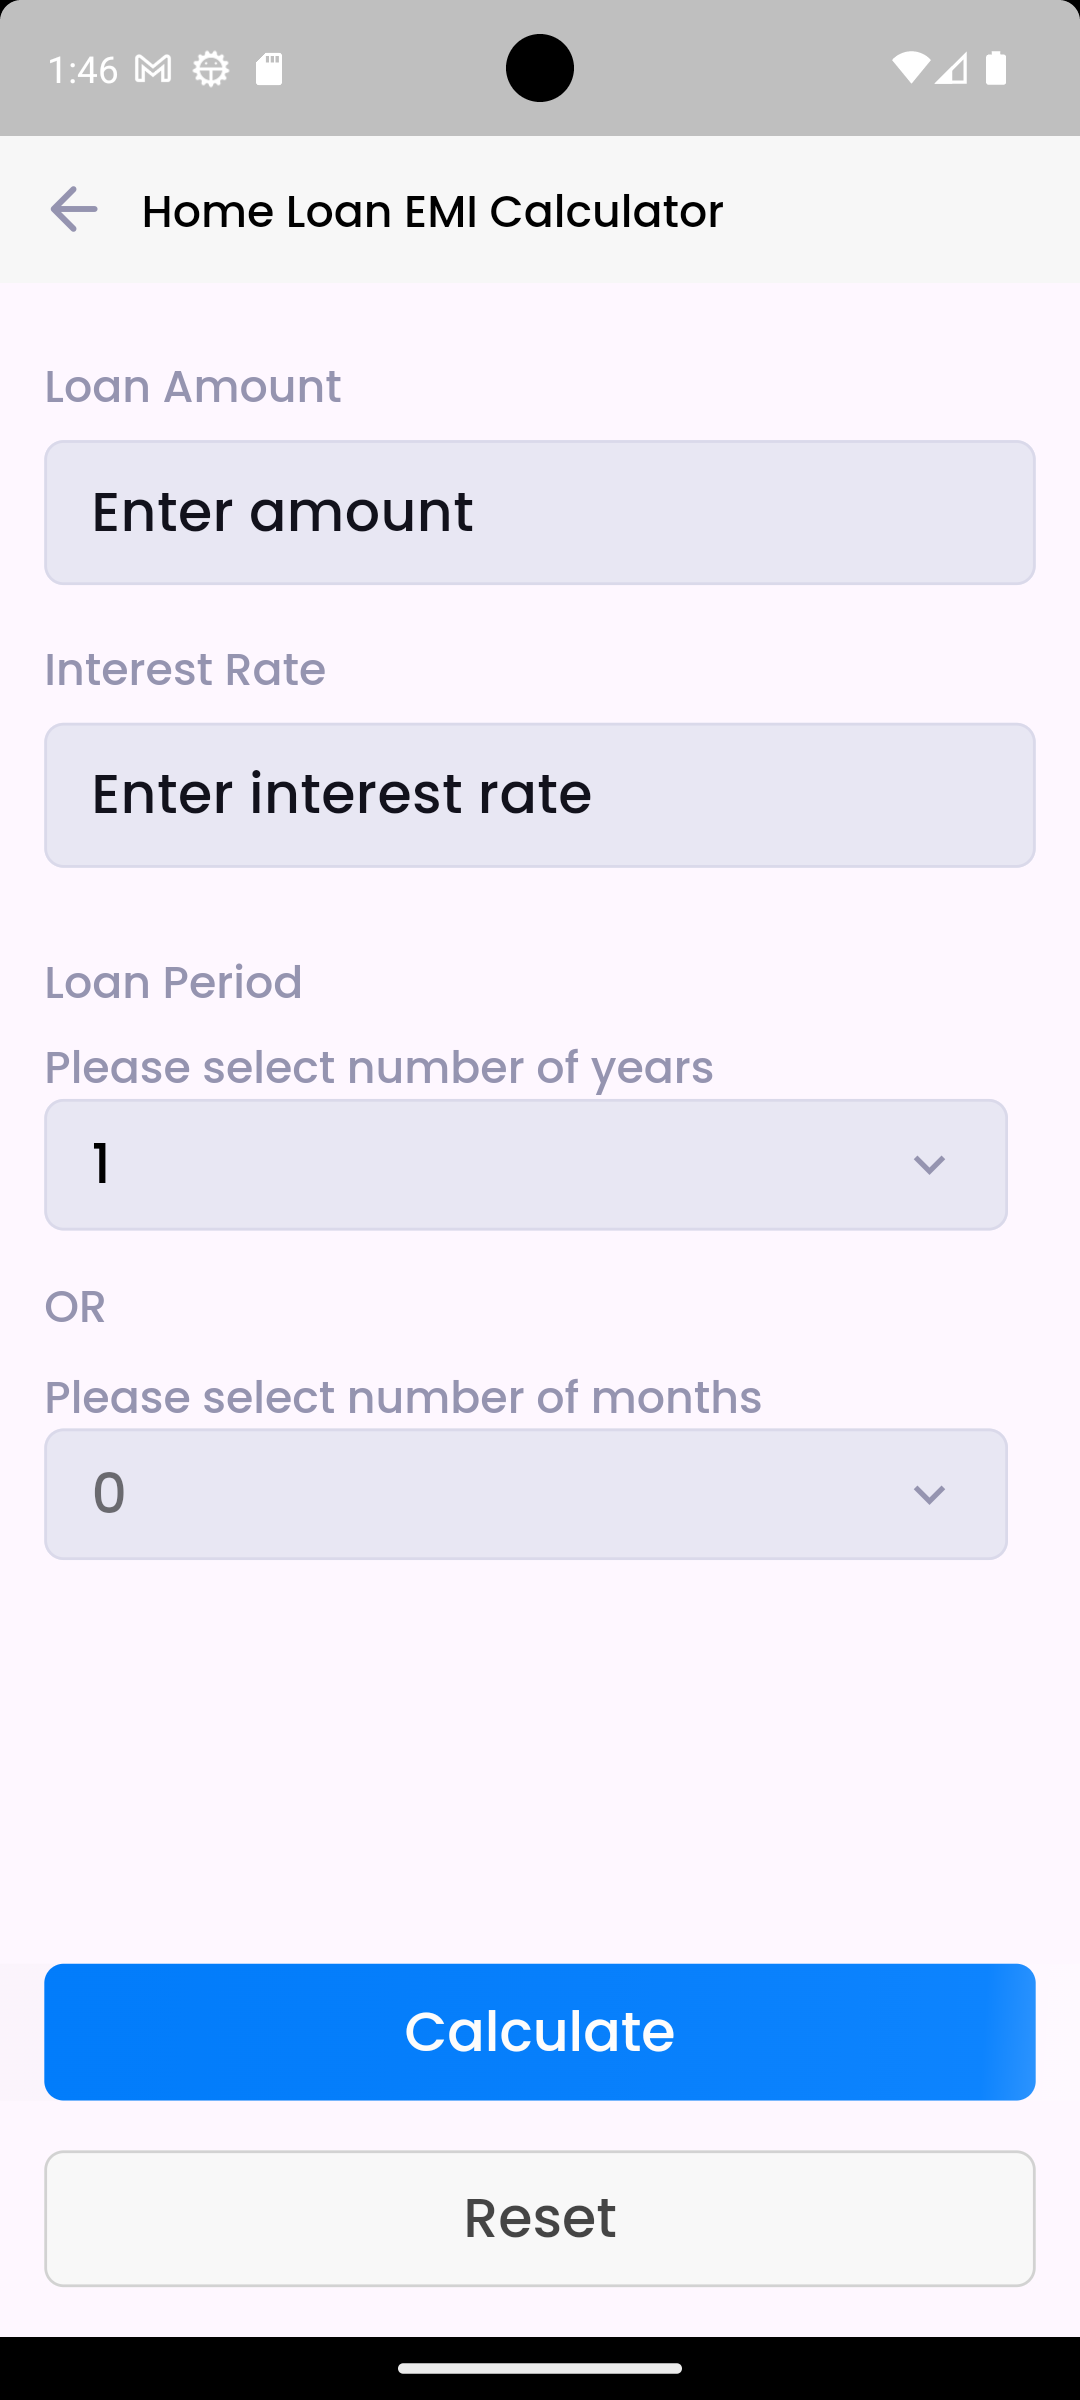 1:46
Home Loan EMI Calculator
Loan Amount
Enter amount
Interest Rate
Enter interest rate
Loan Period
Please select number of years
1
OR
Please select number of months
0
Calculate
Reset